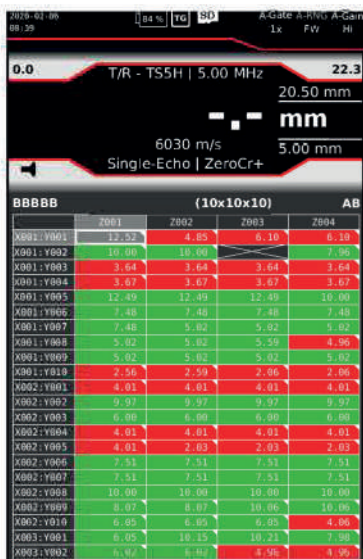 2026-02-06 84 % TG SD A-Gate A-RNG A-Gain
08:39 1x FW HI
0.0 T/R - TS5H | 5.00 MHz 22.3
20.50 mm
-.- mm
6030 m/s 5.00 mm
Single-Echo | ZeroCr+
BBBBB (10x10x10) AB
Z001 Z002 Z003 Z004
X001:Y001 12.52 4.85 6.10 6.10
X001:Y002 10.00 10.00 7.96
X001:Y003 3.64 3.64 3.64 3.64
X001:Y004 3.67 3.67 3.67 3.67
X001:Y005 12.49 12.49 12.49 10.00
X001:Y006 7.48 7.48 7.48 7.48
X001:Y007 7.48 5.02 5.02 5.02
X001:Y008 5.02 5.02 5.59 4.96
X001:Y009 5.02 5.02 5.02 5.02
X001:Y010 2.56 2.59 2.06 2.06
X002:Y001 4.01 4.01 4.01 4.01
X002:Y002 9.97 9.97 9.97 9.97
X002:Y003 6.00 6.00 6.00 6.00
X002:Y004 4.01 4.01 4.01 4.01
X002:Y005 4.01 2.03 2.03 2.03
X002:Y006 7.51 7.51 7.51 7.51
X002:Y007 7.51 7.51 7.51 7.51
X002:Y008 10.00 10.00 10.00 10.00
X002:Y009 8.07 8.07 10.06 10.06
X002:Y010 6.05 6.05 6.05 4.06
X003:Y001 6.05 10.15 10.21 7.90
X003:Y002 6.02 6.02 4.96 4.96